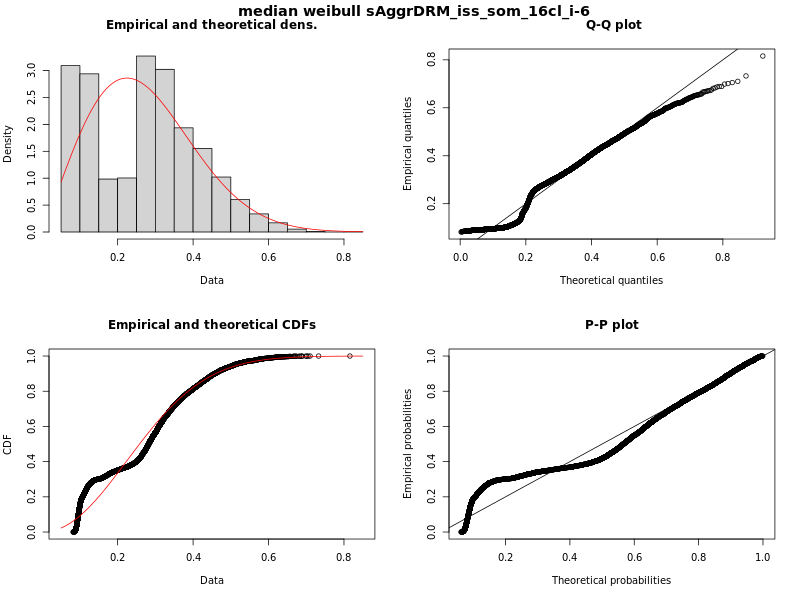 median weibull sAggrDRM_iss_som_16cl_i-6
Empirical and theoretical dens.
Density
0.0 0.5 1.0 1.5 2.0 2.5 3.0
0.2 0.4 0.6 0.8
Data
Q-Q plot
Empirical quantiles
0.2 0.4 0.6 0.8
0.0 0.2 0.4 0.6 0.8
Theoretical quantiles
Empirical and theoretical CDFs
CDF
0.0 0.2 0.4 0.6 0.8 1.0
0.2 0.4 0.6 0.8
Data
P-P plot
Empirical probabilities
0.0 0.2 0.4 0.6 0.8 1.0
0.2 0.4 0.6 0.8 1.0
Theoretical probabilities